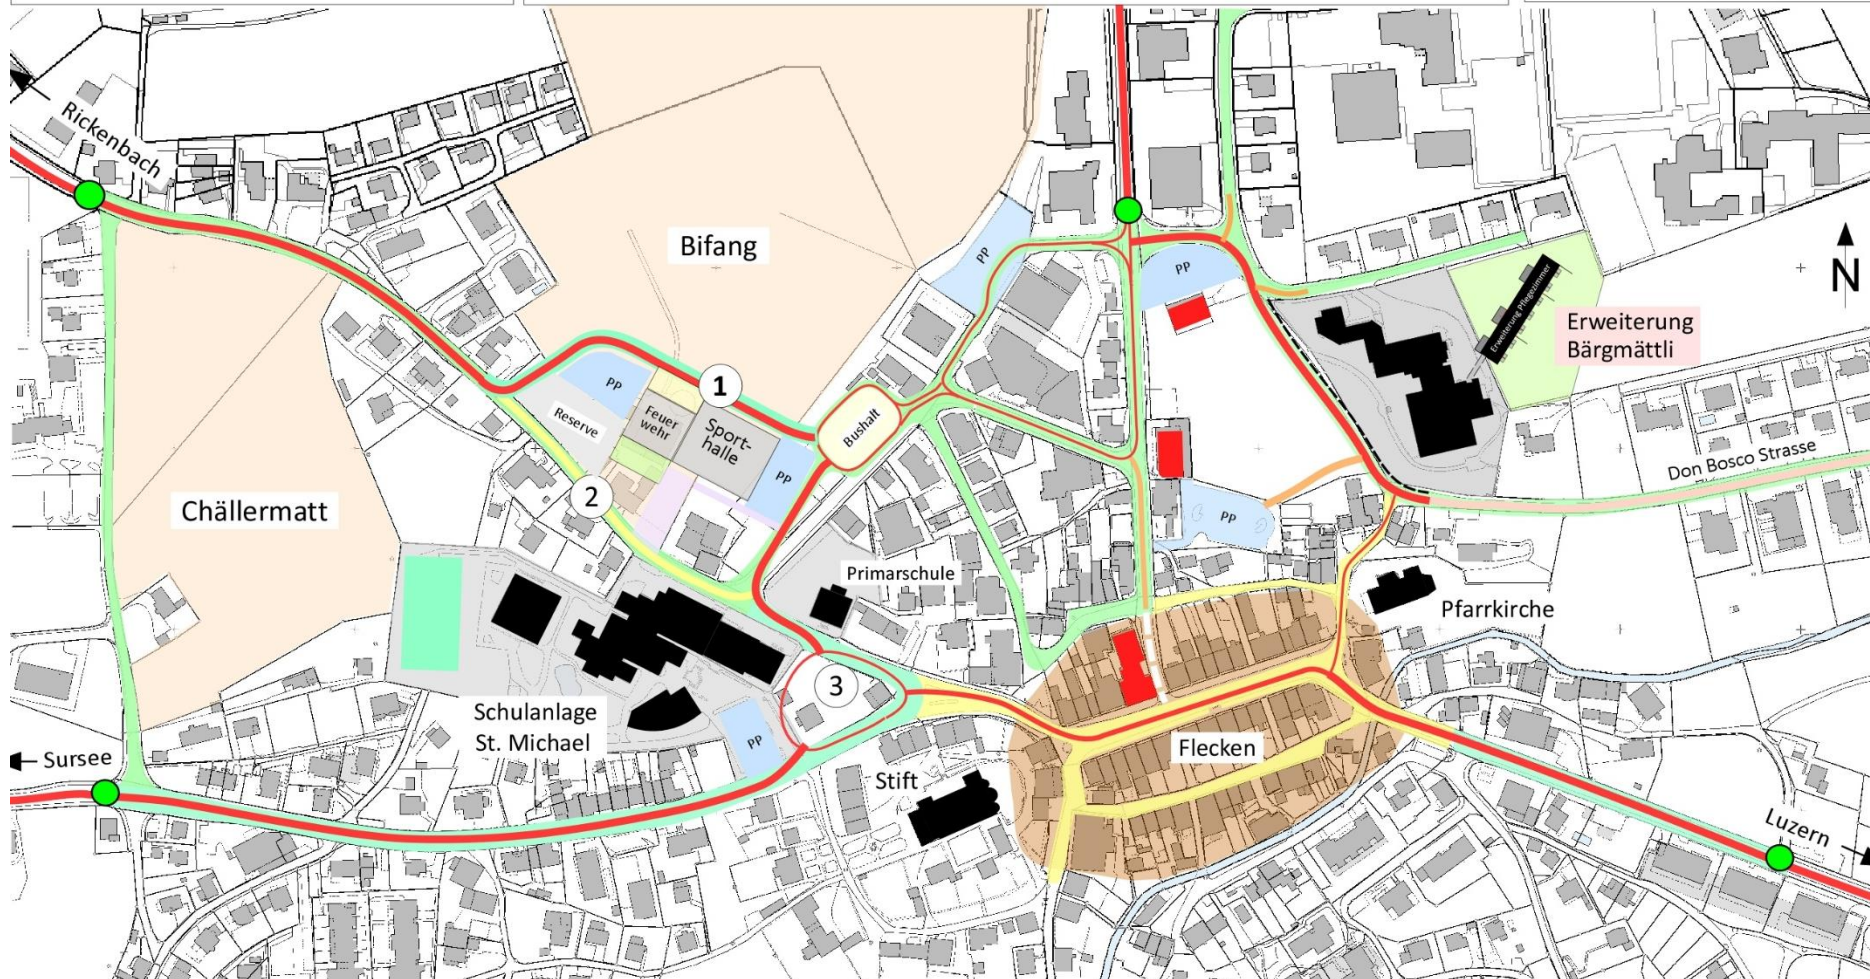 Rickenbach
Bifang
PP
PP
N
Erweiterung Pflegezimmer
Erweiterung
Bärgmättli
1
PP
Reserve
Feuer
wehr
Sport-
halle
Bushalt
PP
Don Bosco Strasse
2
Chällermatt
PP
Primarschule
Pfarrkirche
3
Schulanlage
St. Michael
PP
Flecken
Sursee
Stift
Luzern